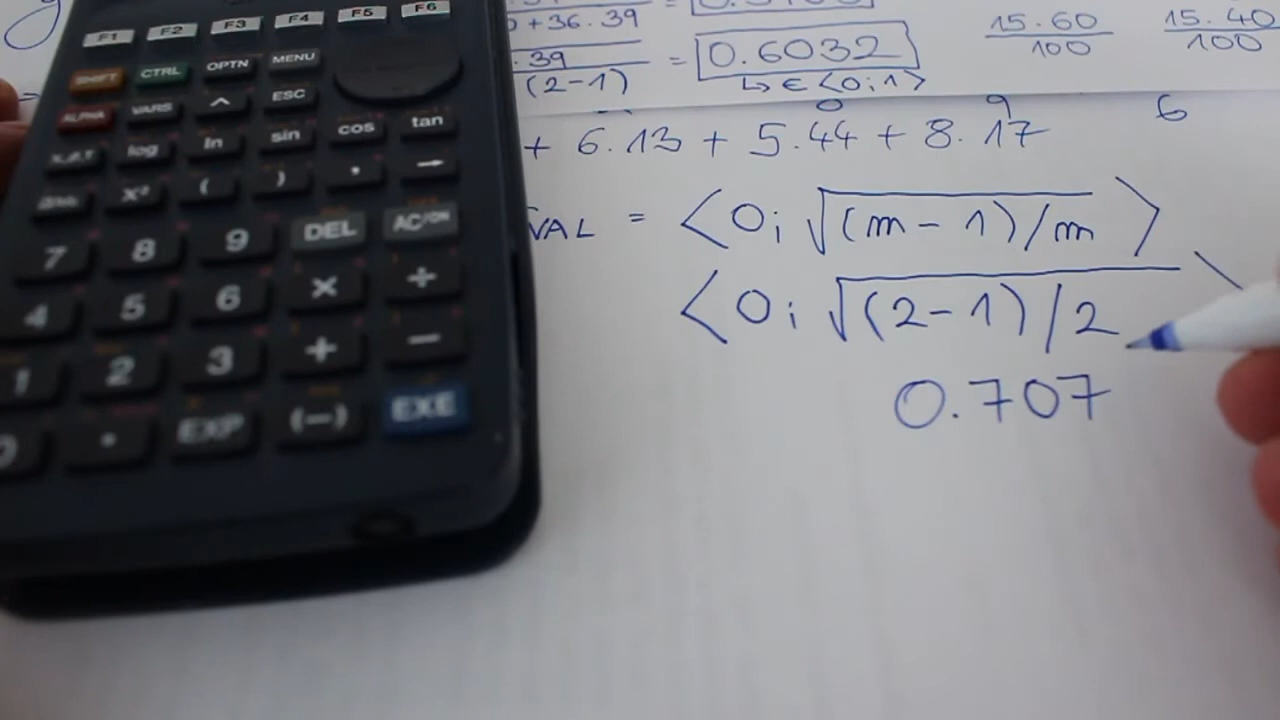 +36.39
15.60 15.40
100 100
.39 = 0.6032
(2-1) ↳ ∈ <0;1>
0 9 6
+ 6.13 + 5.44 + 8.17
VAL = <0; √(m-1)/m >
<0; √(2-1)/2 >
0.707
F1 F2 F3 F4 F5 F6
SHIFT CTRL OPTN MENU
ALPHA VARS ^ ESC
X,θ,T log ln sin cos tan
x² ( ) , →
7 8 9 DEL AC/ON
4 5 6 × ÷
1 2 3 + −
0 . EXP (−) EXE